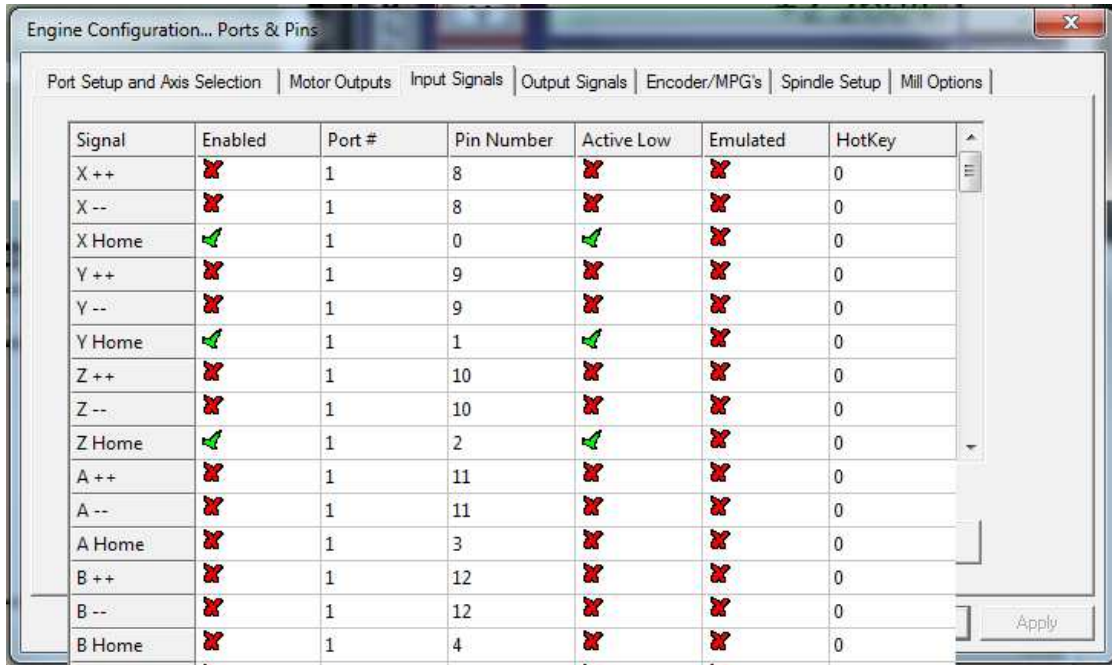 Engine Configuration... Ports & Pins
Port Setup and Axis Selection Motor Outputs Input Signals Output Signals Encoder/MPG's Spindle Setup Mill Options
Signal Enabled Port # Pin Number Active Low Emulated HotKey
X ++ 1 8 0
X -- 1 8 0
X Home 1 0 0
Y ++ 1 9 0
Y -- 1 9 0
Y Home 1 1 0
Z ++ 1 10 0
Z -- 1 10 0
Z Home 1 2 0
A ++ 1 11 0
A -- 1 11 0
A Home 1 3 0
B ++ 1 12 0
B -- 1 12 0
B Home 1 4 0
Apply